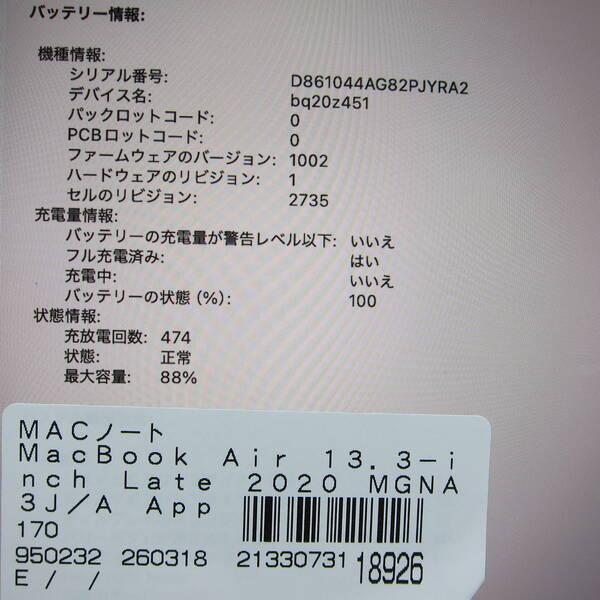 バッテリー情報:
機種情報:
シリアル番号: D861044AG82PJYRA2
デバイス名: bq20z451
パックロットコード: 0
PCBロットコード: 0
ファームウェアのバージョン: 1002
ハードウェアのリビジョン: 1
セルのリビジョン: 2735
充電量情報:
バッテリーの充電量が警告レベル以下: いいえ
フル充電済み: はい
充電中: いいえ
バッテリーの状態 (%): 100
状態情報:
充放電回数: 474
状態: 正常
最大容量: 88%
MACノート
MacBook Air 13.3-i
nch Late 2020 MGNA
3J/A App
170
950232 260318 21330731 18926
E / /